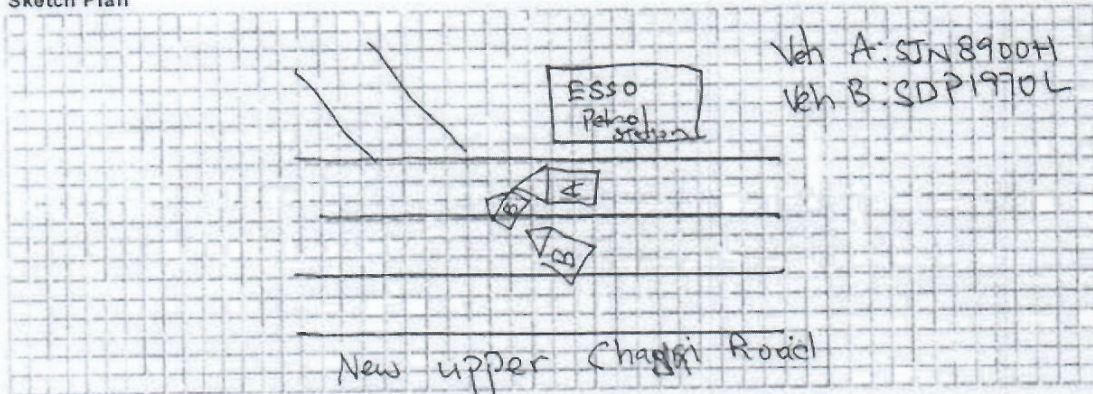 Sketch Plan
Veh A: SJN8900H
Veh B: SDP1970L
ESSO
Petrol
station
A
B
B
New upper Changi Road